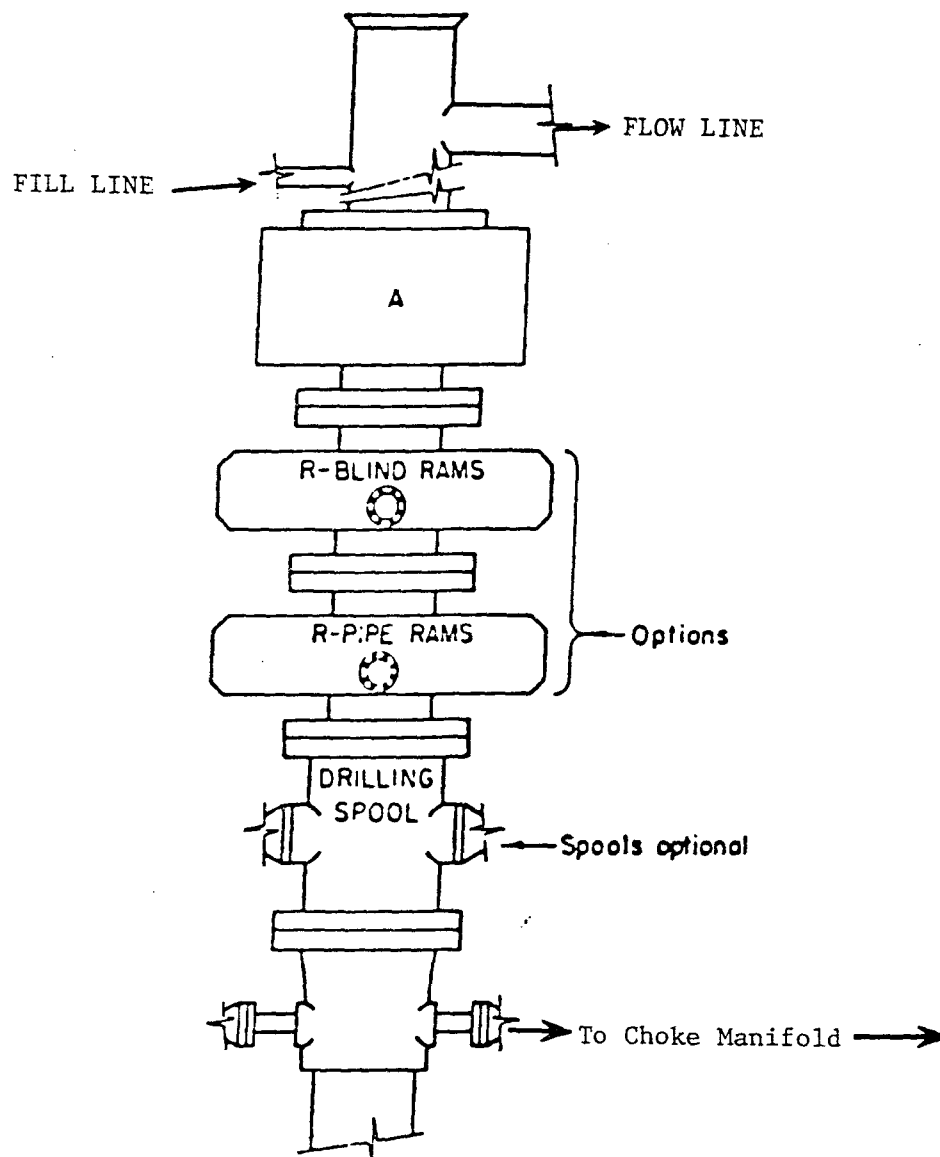 FLOW LINE
FILL LINE
A
R-BLIND RAMS
R-PIPE RAMS
Options
DRILLING
SPOOL
Spools optional
To Choke Manifold